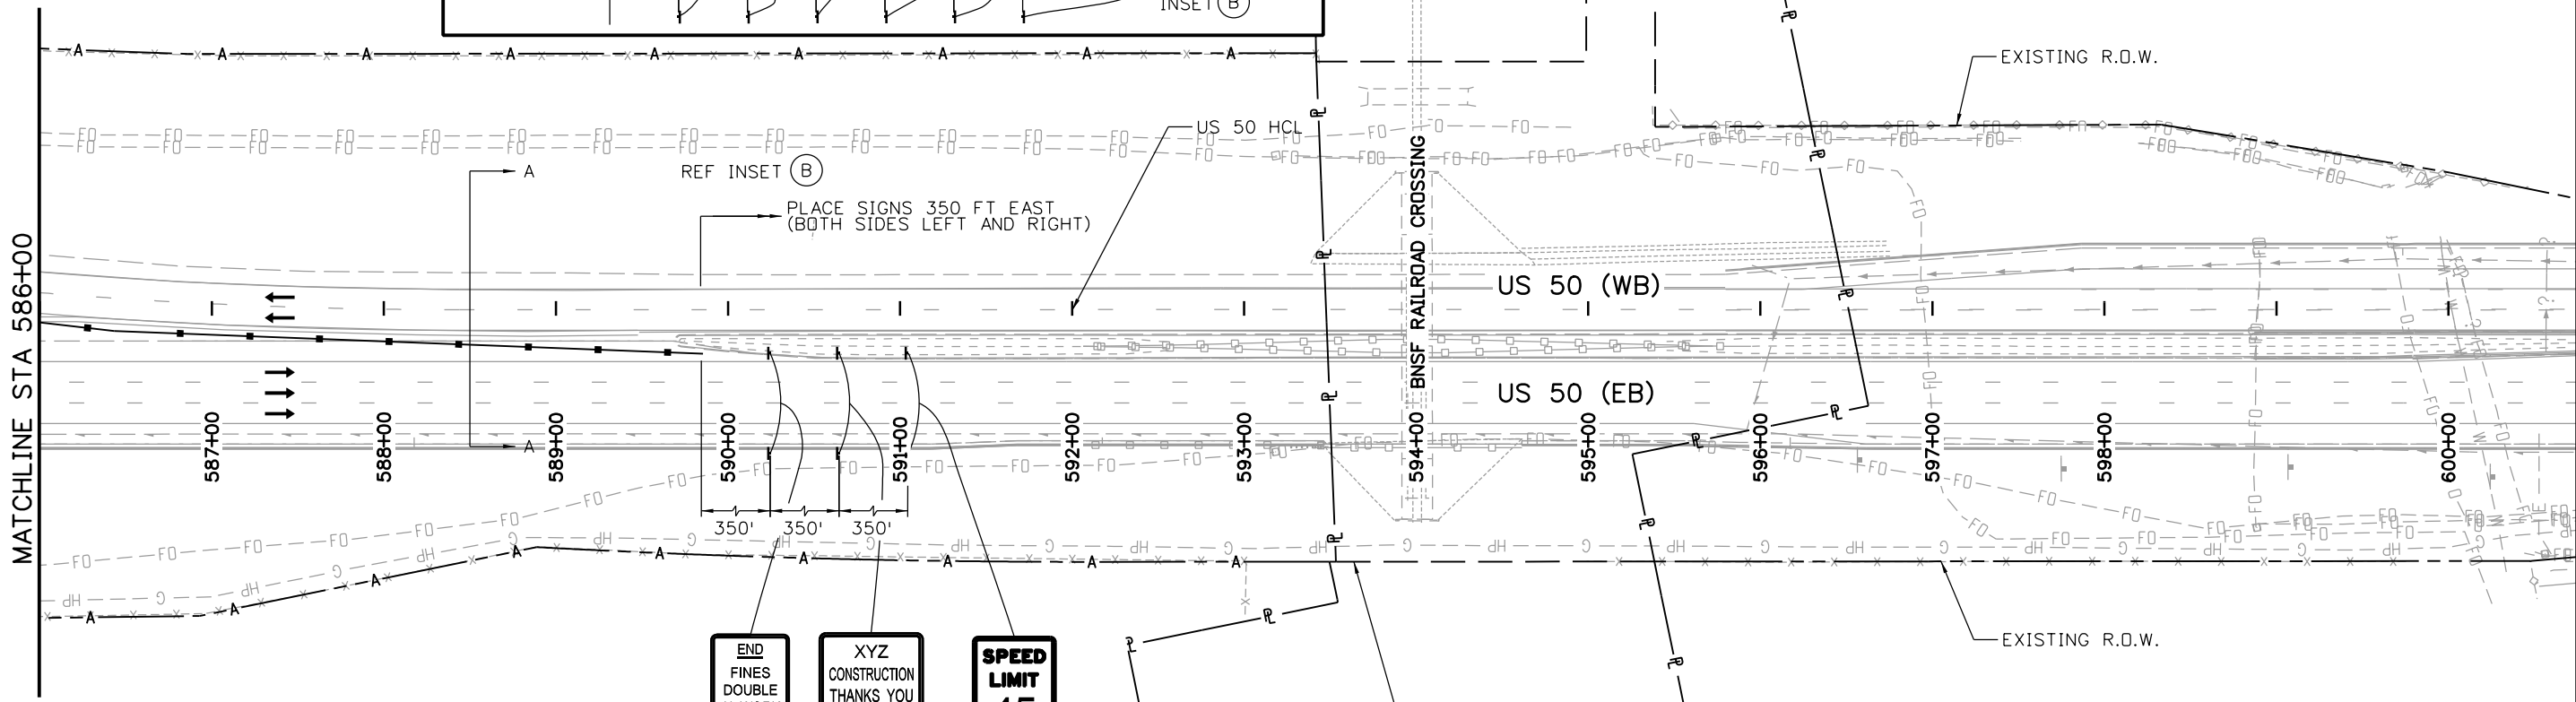 INSET B
EXISTING R.O.W.
US 50 HCL
A
REF INSET B
PLACE SIGNS 350 FT EAST
(BOTH SIDES LEFT AND RIGHT)
BNSF RAILROAD CROSSING
MATCHLINE STA 586+00
US 50 (WB)
US 50 (EB)
587+00
588+00
589+00
590+00
591+00
592+00
593+00
594+00
595+00
596+00
597+00
598+00
600+00
A
350'
350'
350'
EXISTING R.O.W.
END
FINES
DOUBLE
XYZ
CONSTRUCTION
THANKS YOU
SPEED
LIMIT